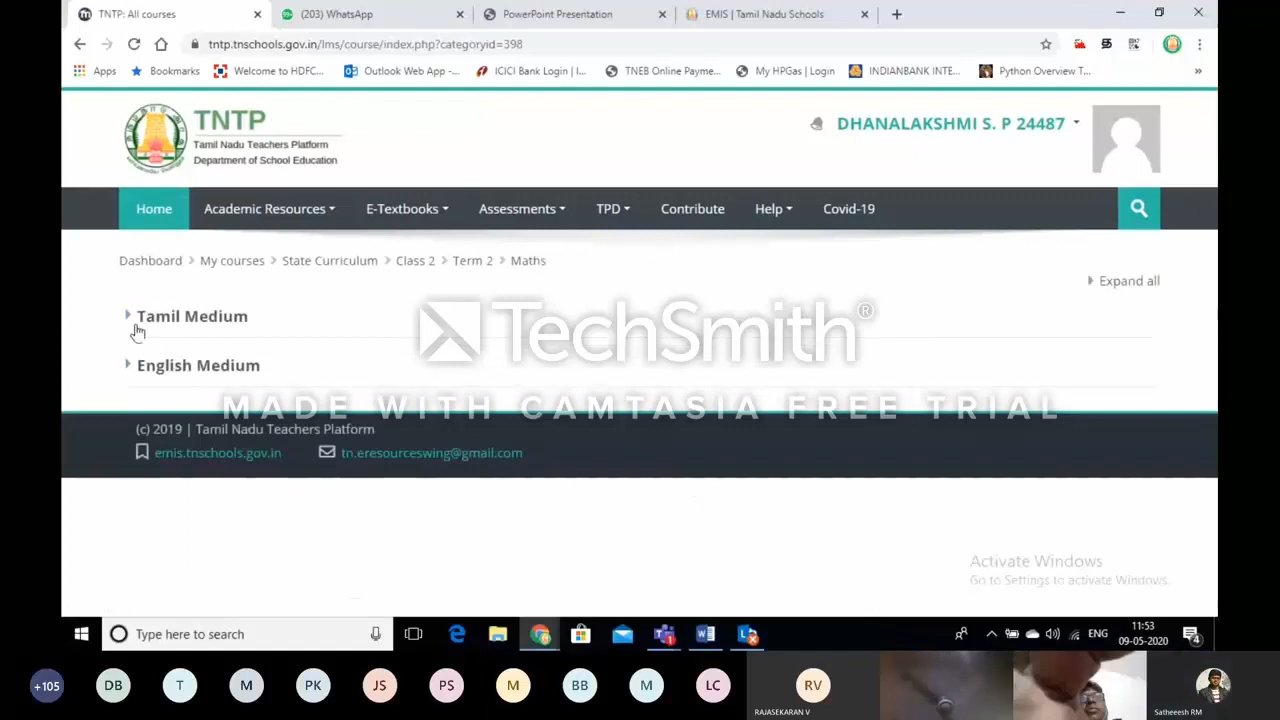 TNTP: All courses
(203) WhatsApp
PowerPoint Presentation
EMIS | Tamil Nadu Schools
tntp.tnschools.gov.in/lms/course/index.php?categoryid=398
Apps
Bookmarks
Welcome to HDFC...
Outlook Web App -...
ICICI Bank Login | I...
TNEB Online Payme...
My HPGas | Login
INDIANBANK INTE...
Python Overview T...
TNTP
Tamil Nadu Teachers Platform
Department of School Education
DHANALAKSHMI S. P 24487
Home
Academic Resources
E-Textbooks
Assessments
TPD
Contribute
Help
Covid-19
Dashboard > My courses > State Curriculum > Class 2 > Term 2 > Maths
Expand all
Tamil Medium
English Medium
TechSmith®
MADE WITH CAMTASIA FREE TRIAL
(c) 2019 | Tamil Nadu Teachers Platform
emis.tnschools.gov.in
tn.eresourceswing@gmail.com
Activate Windows
Go to Settings to activate Windows.
Type here to search
ENG
11:53
09-05-2020
4
+105
DB
T
M
PK
JS
PS
M
BB
M
LC
RV
RAJASEKARAN V
Satheeesh RM